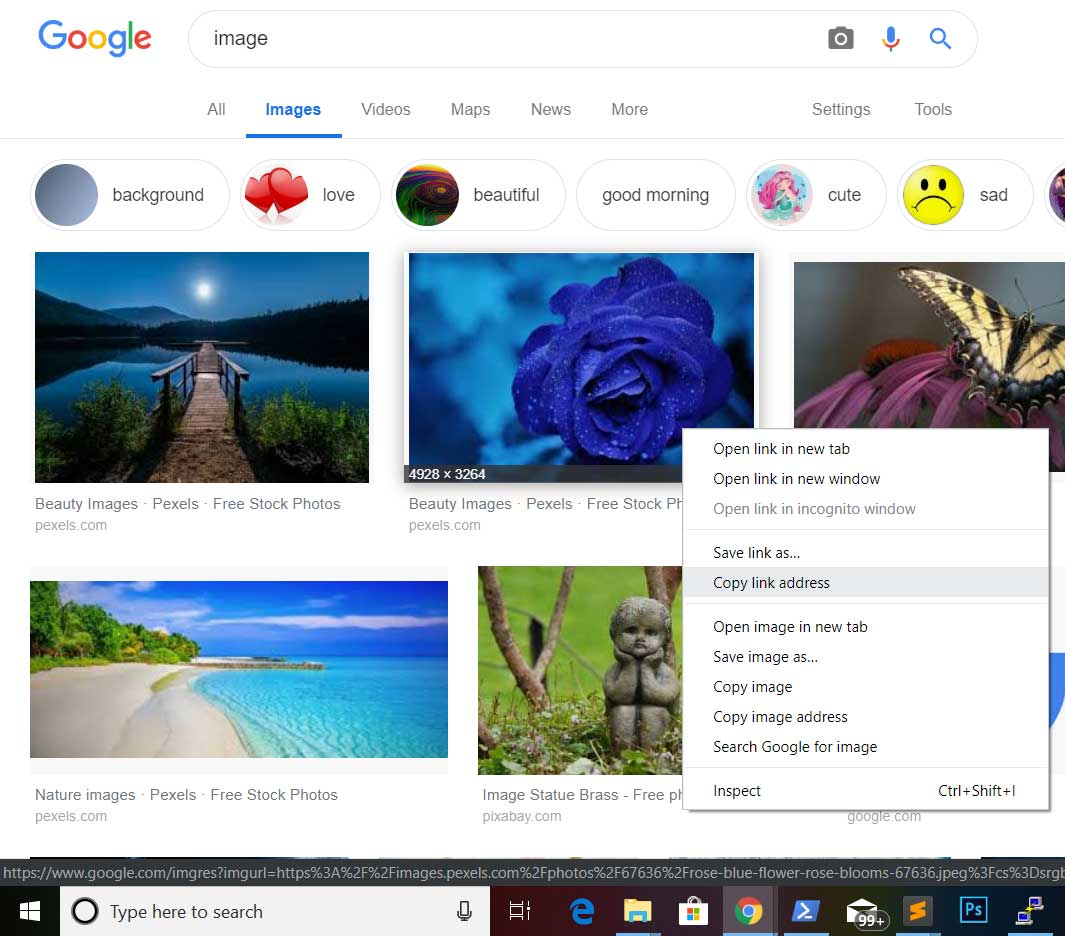 Google
image
All Images Videos Maps News More Settings Tools
background love beautiful good morning cute sad
4928 × 3264
Beauty Images · Pexels · Free Stock Photos
pexels.com
Beauty Images · Pexels · Free Stock Ph
pexels.com
Open link in new tab
Open link in new window
Open link in incognito window
Save link as...
Copy link address
Open image in new tab
Save image as...
Copy image
Copy image address
Search Google for image
Inspect Ctrl+Shift+I
Nature images · Pexels · Free Stock Photos
pexels.com
Image Statue Brass - Free ph
pixabay.com
google.com
https://www.google.com/imgres?imgurl=https%3A%2F%2Fimages.pexels.com%2Fphotos%2F67636%2Frose-blue-flower-rose-blooms-67636.jpeg%3Fcs%3Dsrgb
Type here to search
99+
Ps